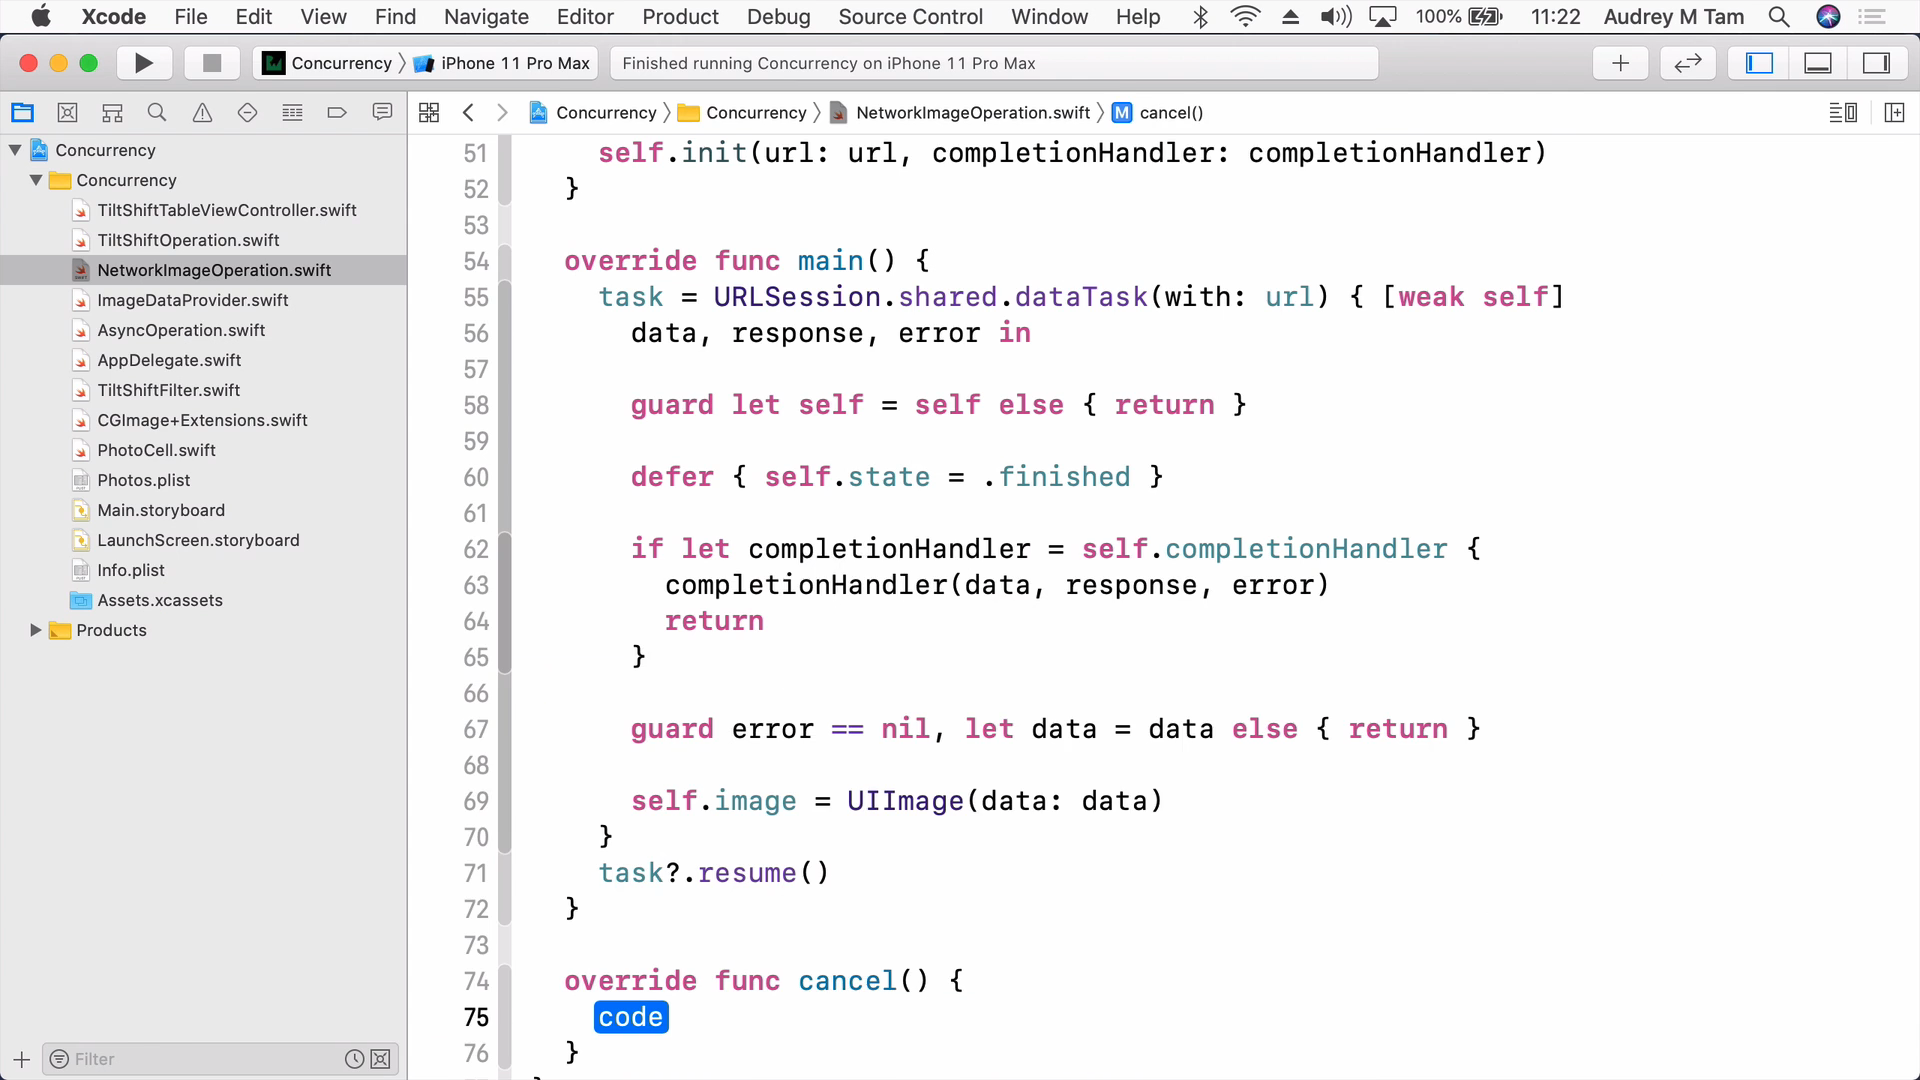 Xcode File Edit View Find Navigate Editor Product Debug Source Control Window Help 100% 11:22 Audrey M Tam
Concurrency iPhone 11 Pro Max Finished running Concurrency on iPhone 11 Pro Max
Concurrency Concurrency NetworkImageOperation.swift M cancel()
Concurrency
Concurrency
TiltShiftTableViewController.swift
TiltShiftOperation.swift
NetworkImageOperation.swift
ImageDataProvider.swift
AsyncOperation.swift
AppDelegate.swift
TiltShiftFilter.swift
CGImage+Extensions.swift
PhotoCell.swift
Photos.plist
Main.storyboard
LaunchScreen.storyboard
Info.plist
Assets.xcassets
Products
Filter
51 self.init(url: url, completionHandler: completionHandler)
52 }
53
54 override func main() {
55 task = URLSession.shared.dataTask(with: url) { [weak self]
56 data, response, error in
57
58 guard let self = self else { return }
59
60 defer { self.state = .finished }
61
62 if let completionHandler = self.completionHandler {
63 completionHandler(data, response, error)
64 return
65 }
66
67 guard error == nil, let data = data else { return }
68
69 self.image = UIImage(data: data)
70 }
71 task?.resume()
72 }
73
74 override func cancel() {
75 code
76 }